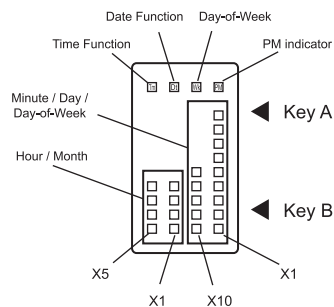 Date Function
Day-of-Week
Time Function
PM indicator
Tm Dt Wk PM
Minute / Day /
Day-of-Week
Key A
Hour / Month
Key B
X5
X1
X10
X1